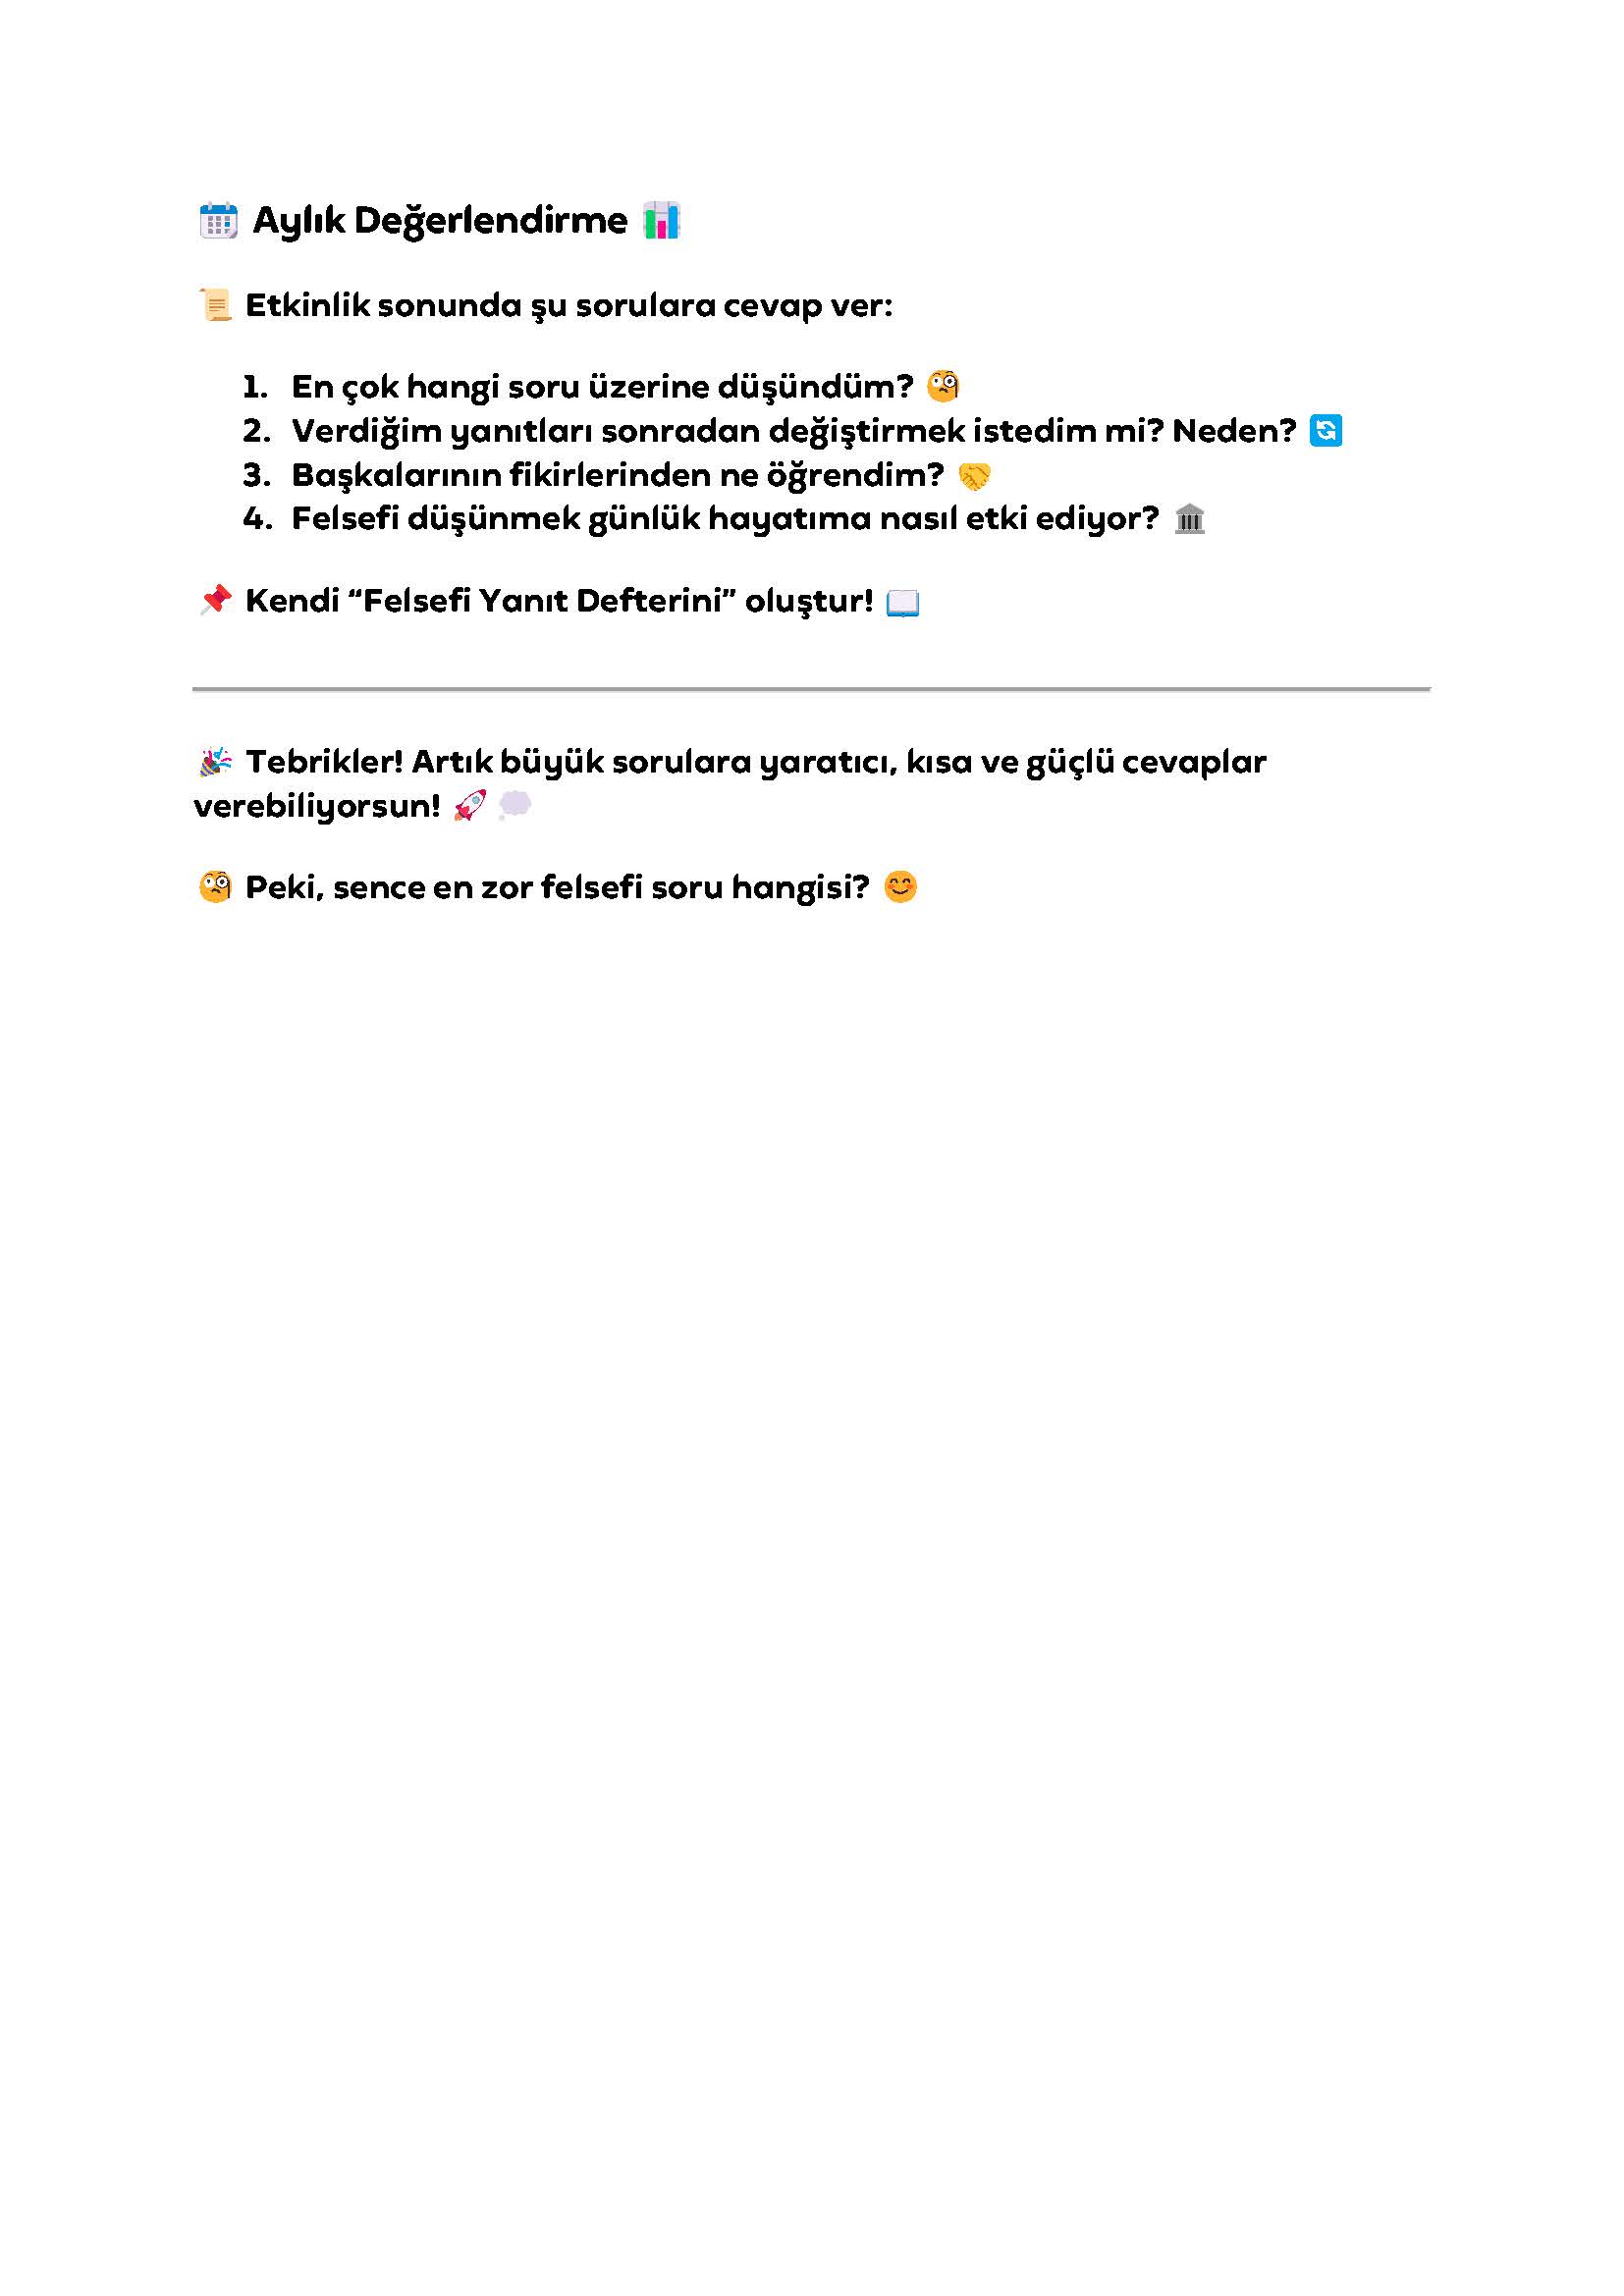 🗓️ Aylık Değerlendirme 📊
📜 Etkinlik sonunda şu sorulara cevap ver:
1. En çok hangi soru üzerine düşündüm? 🧐
2. Verdiğim yanıtları sonradan değiştirmek istedim mi? Neden? 🔄
3. Başkalarının fikirlerinden ne öğrendim? 🤝
4. Felsefi düşünmek günlük hayatıma nasıl etki ediyor? 🏛️
📌 Kendi “Felsefi Yanıt Defterini” oluştur! 📖
🎉 Tebrikler! Artık büyük sorulara yaratıcı, kısa ve güçlü cevaplar
verebiliyorsun! 🚀💭
🧐 Peki, sence en zor felsefi soru hangisi? 😊